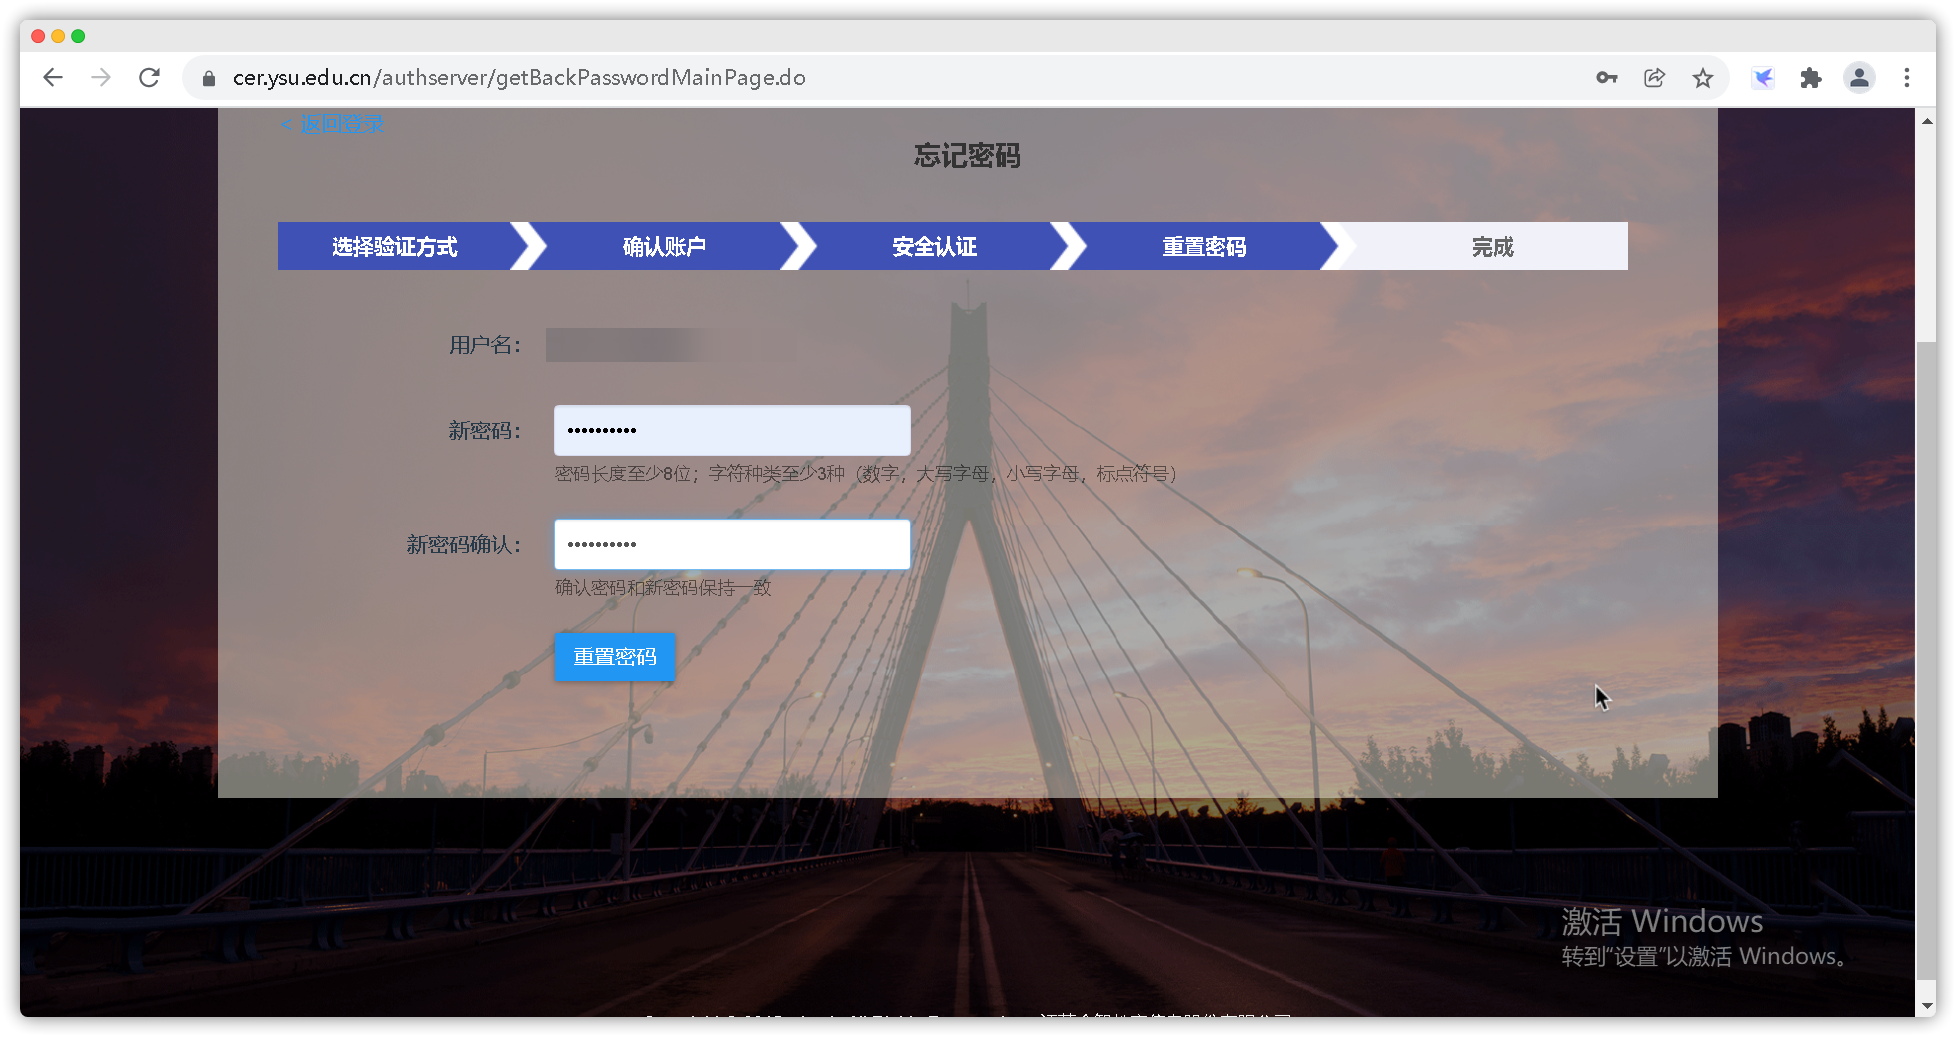 cer.ysu.edu.cn/authserver/getBackPasswordMainPage.do
< 返回登录
忘记密码
选择验证方式
确认账户
安全认证
重置密码
完成
用户名：
新密码：
••••••••••
密码长度至少8位；字符种类至少3种（数字，大写字母，小写字母，标点符号）
新密码确认：
••••••••••
确认密码和新密码保持一致
重置密码
激活 Windows
转到“设置”以激活 Windows。